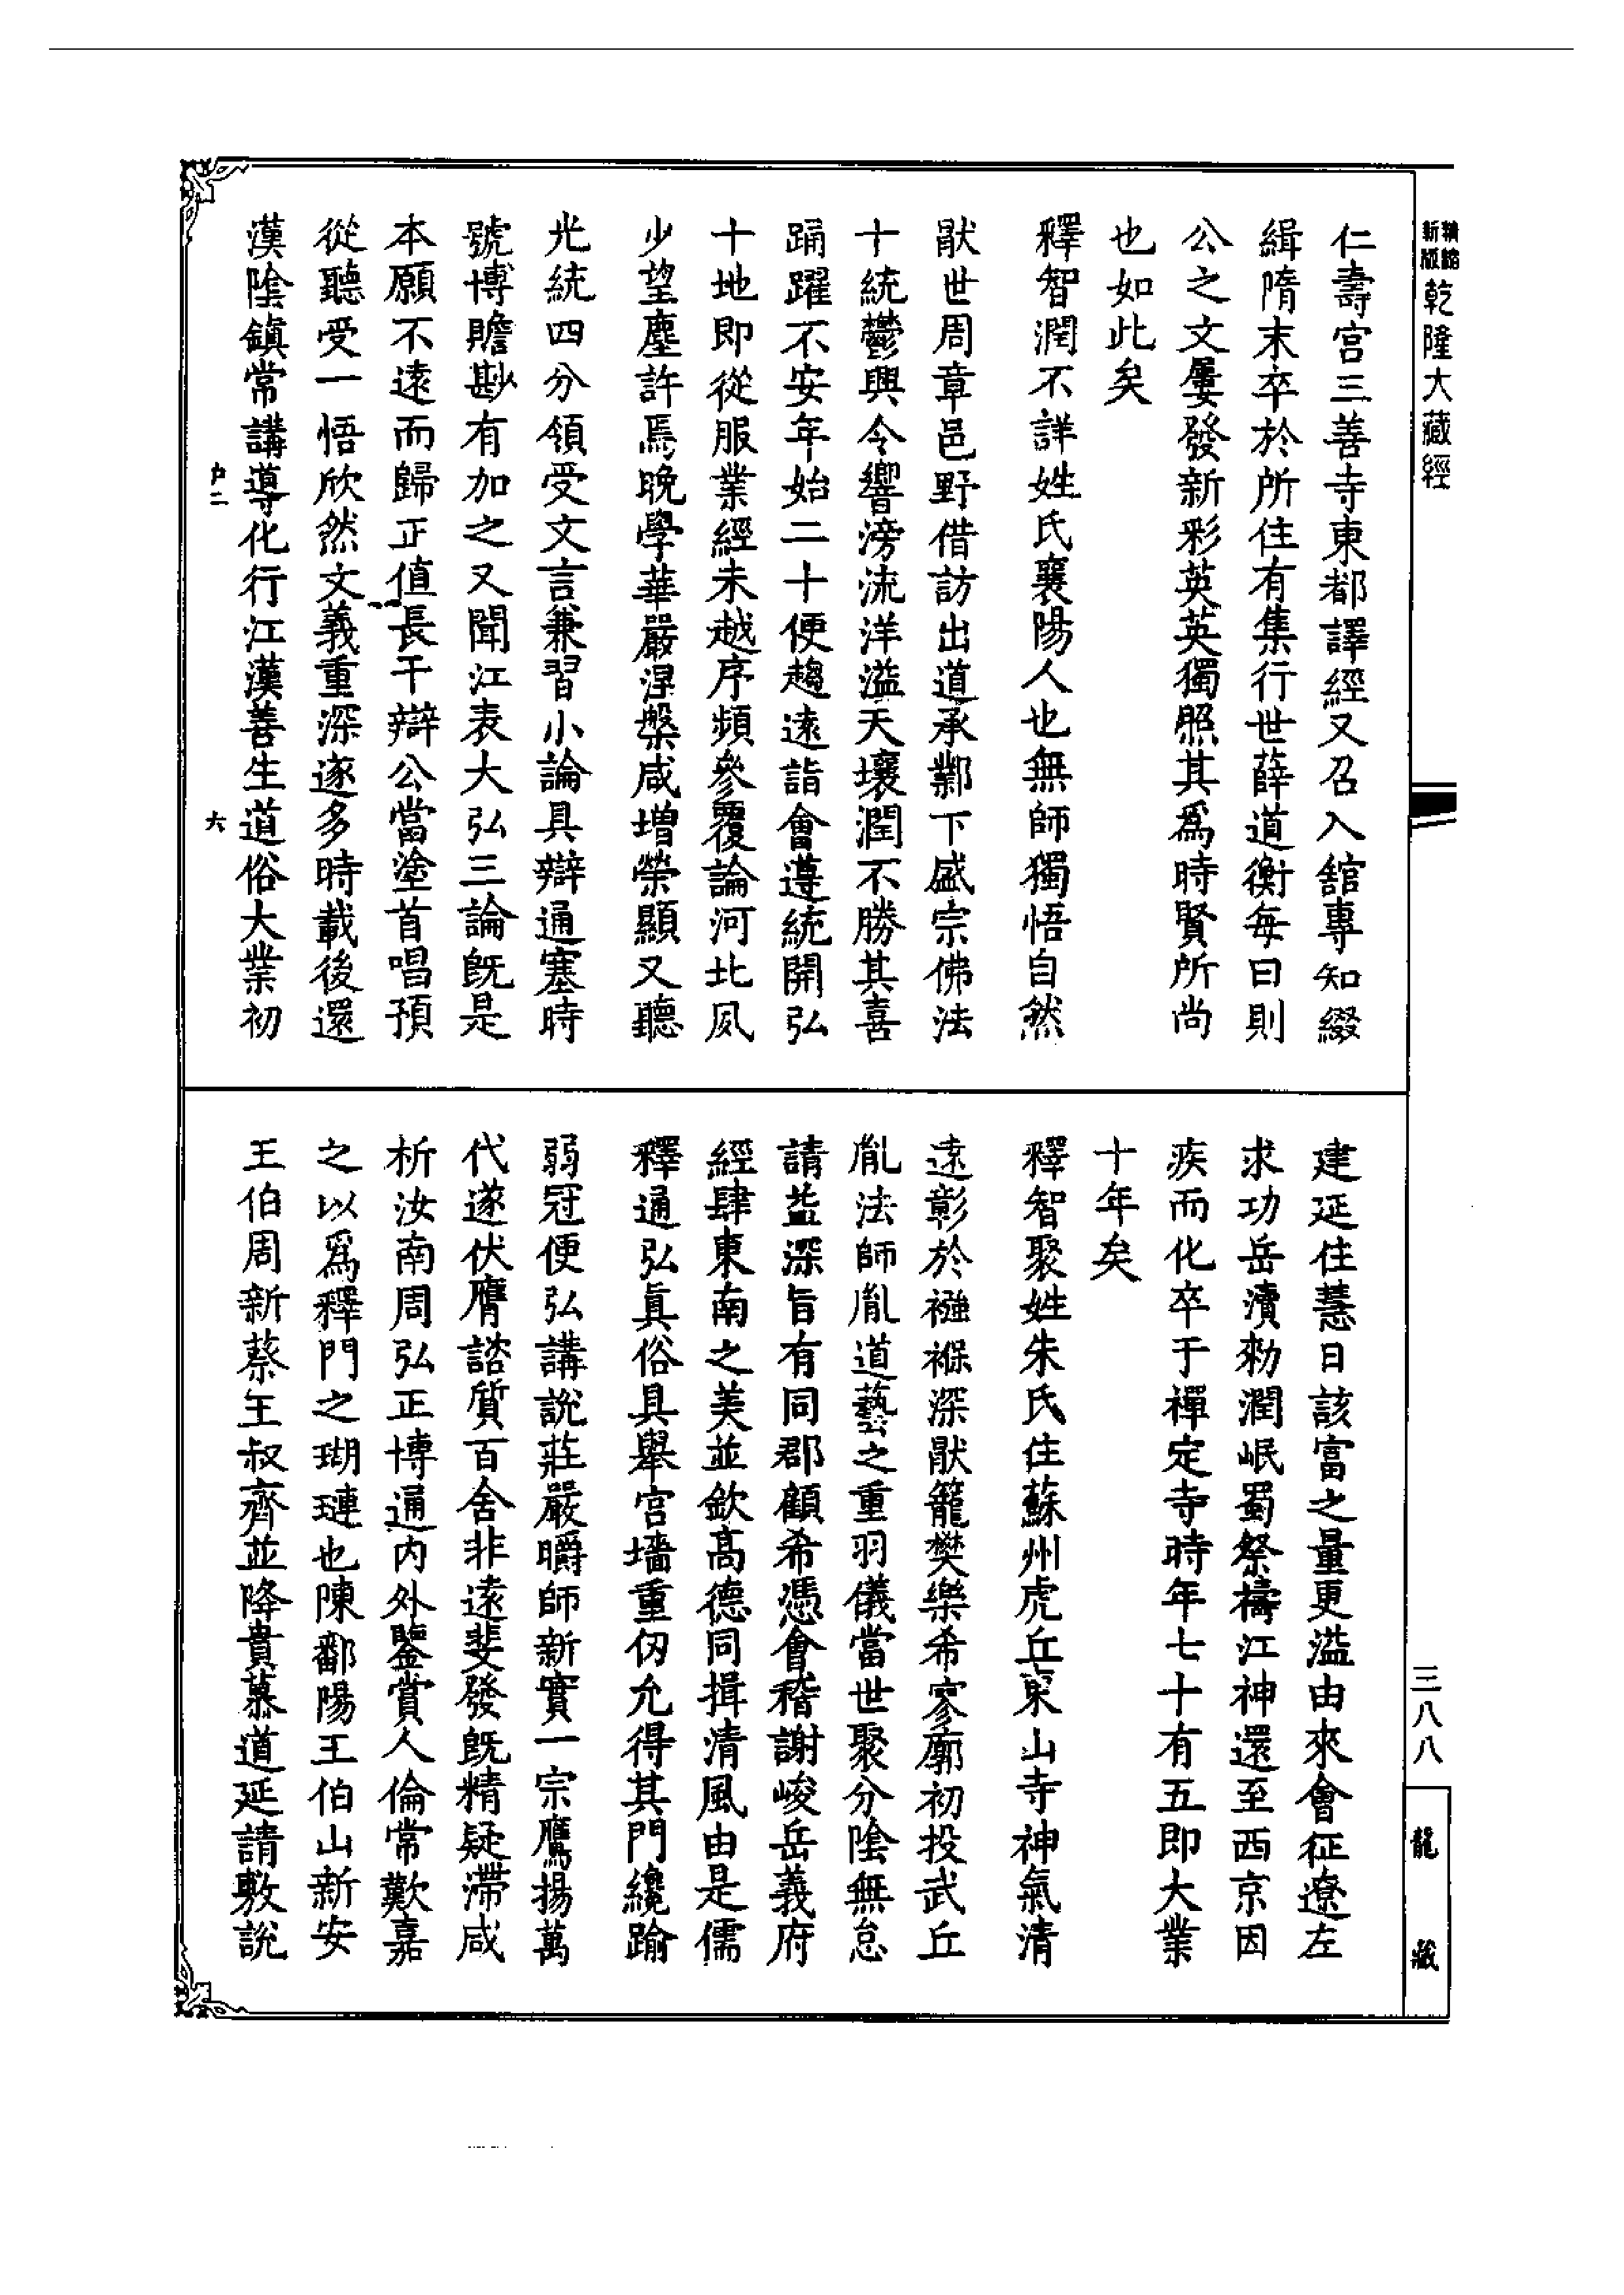 精縮新版乾隆大藏經
仁壽宮三善寺東都譯經又召入舘專知綴
緝隋末卒於所住有集行世薛道衡每曰則
公之文屢發新彩英英獨照其爲時賢所尚
也如此矣
釋智潤不詳姓氏襄陽人也無師獨悟自然
猒世周章邑野借訪出道承鄴下盛宗佛法
十統鬱興令響滂流洋溢天壤潤不勝其喜
踊躍不安年始二十便趨遠詣會遵統開弘
十地即從服業經未越序頻參覆論河北夙
少望塵許焉晚學華嚴涅槃咸增榮顯又聽
光統四分領受文言兼習小論具辯通塞時
號博贍尠有加之又聞江表大弘三論旣是
本願不遠而歸正值長干辯公當塗首唱預
從聽受一悟欣然文義重深遂多時載後還
漢陰鎮常講導化行江漢善生道俗大業初
户二
六
建延住慧日該富之量更溢由來會征遼左
求功岳瀆勑潤岷蜀祭禱江神還至西京因
疾而化卒于禪定寺時年七十有五即大業
十年矣
釋智聚姓朱氏住蘇州虎丘東山寺神氣清
遠彰於襁褓深猒籠樊樂希寥廓初投武丘
胤法師胤道藝之重羽儀當世聚分陰無怠
請益深旨有同郡顧希憑會稽謝峻岳義府
經肆東南之美並欽高德同揖清風由是儒
釋通弘眞俗具舉宫墻重仞允得其門纔踰
弱冠便弘講說莊嚴㬭師新實一宗鷹揚萬
代遂伏膺諮質百舍非遠斐發旣精疑滯咸
析汝南周弘正博通內外鑒賞人倫常歎嘉
之以爲釋門之瑚璉也陳鄱陽王伯山新安
王伯周新蔡王叔齊並降貴慕道延請敷說
三八八
龍藏